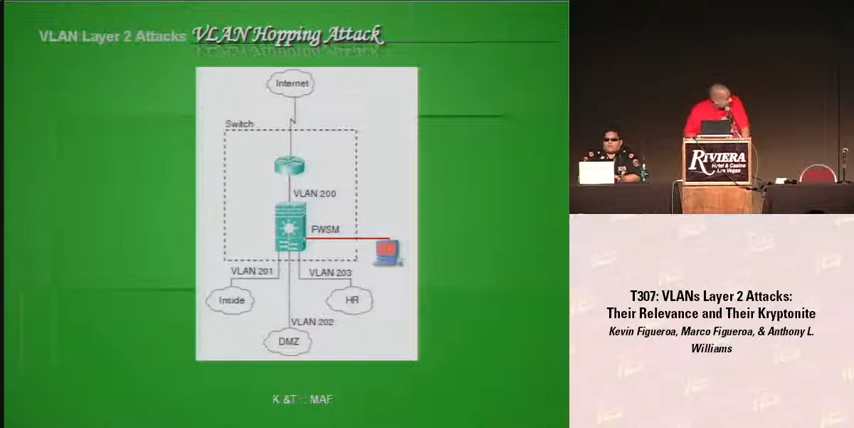 VLAN Layer 2 Attacks VLAN Hopping Attack
Internet
Switch
VLAN 200
FWSM
VLAN 201
VLAN 203
Inside
HR
VLAN 202
DMZ
K &T :: MAF
RIVIERA
Hotel & Casino
Las Vegas
T307: VLANs Layer 2 Attacks:
Their Relevance and Their Kryptonite
Kevin Figueroa, Marco Figueroa, & Anthony L.
Williams